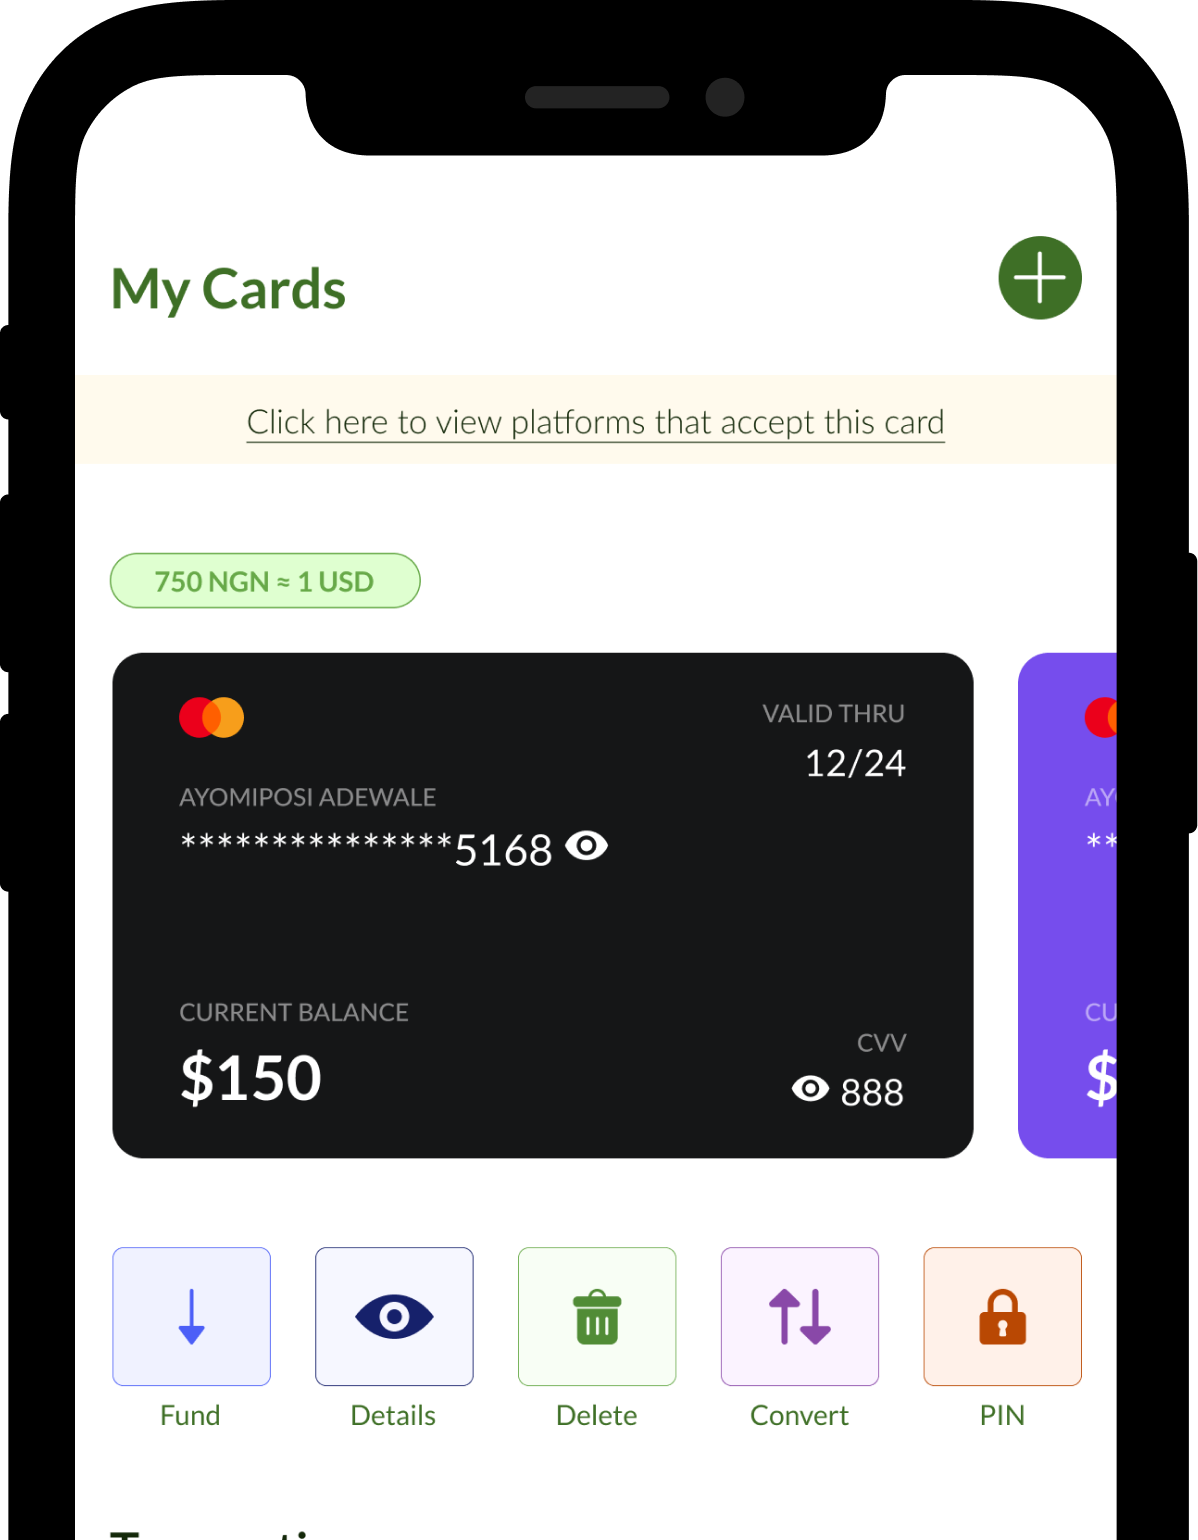 My Cards
Click here to view platforms that accept this card
750 NGN ≈ 1 USD
VALID THRU
12/24
AYOMIPOSI ADEWALE
***************5168
CURRENT BALANCE
$150
CVV
888
AY
**
CU
$
Fund
Details
Delete
Convert
PIN